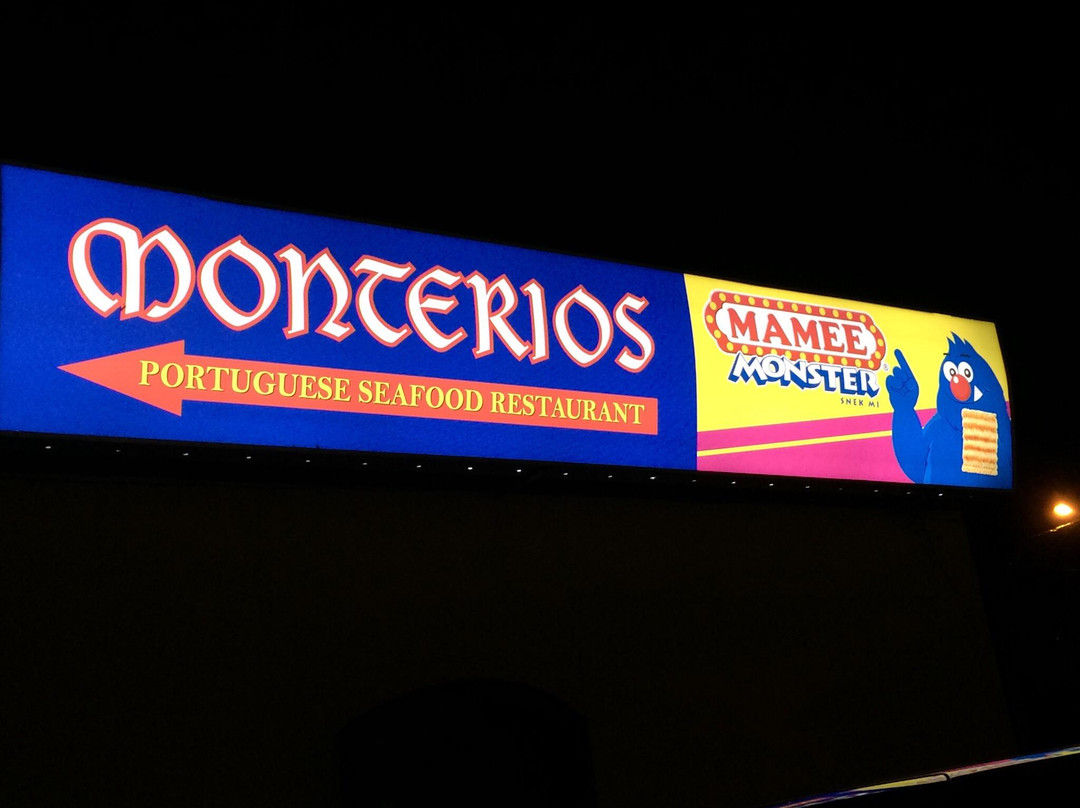 MONTERIOS
PORTUGUESE SEAFOOD RESTAURANT
MAMEE®
MONSTER
SNEK MI